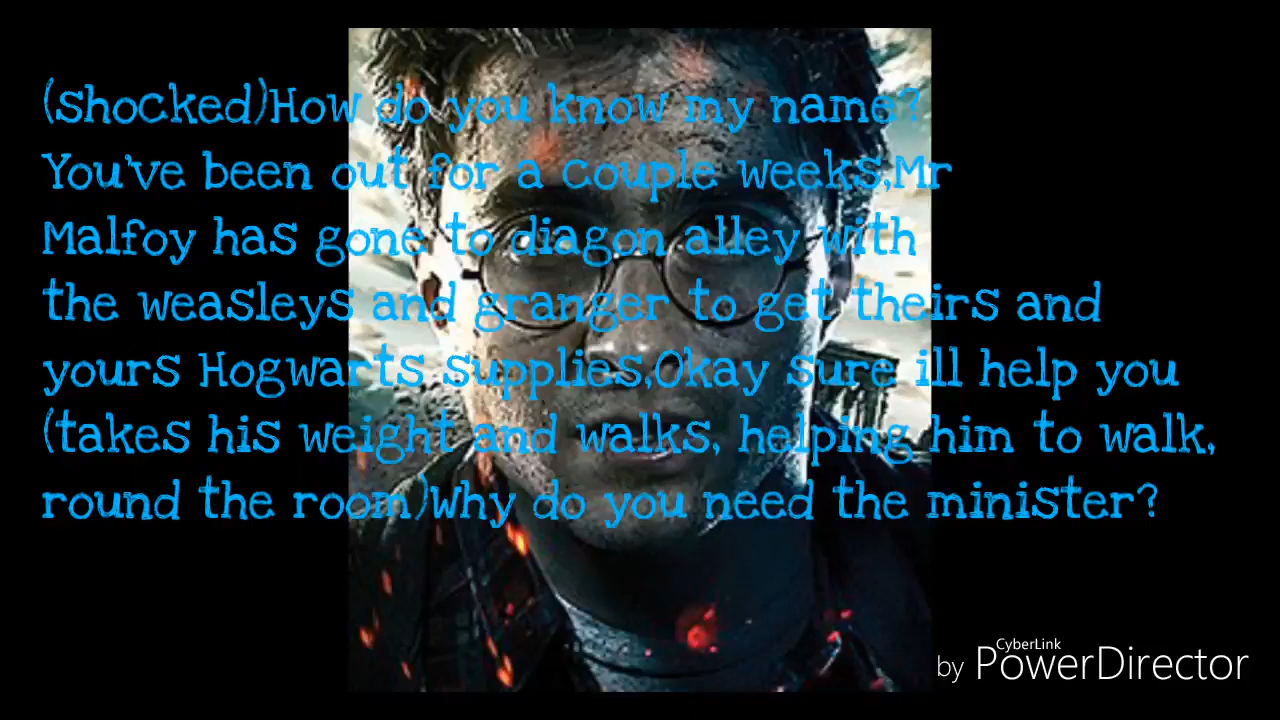 (Shocked)How do you know my name?
You've been out for a couple weeks,Mr
Malfoy has gone to diagon alley with
the weasleys and granger to get theirs and
yours Hogwarts supplies,Okay sure ill help you
(takes his weight and walks, helping him to walk,
round the room)Why do you need the minister?
CyberLink
by PowerDirector